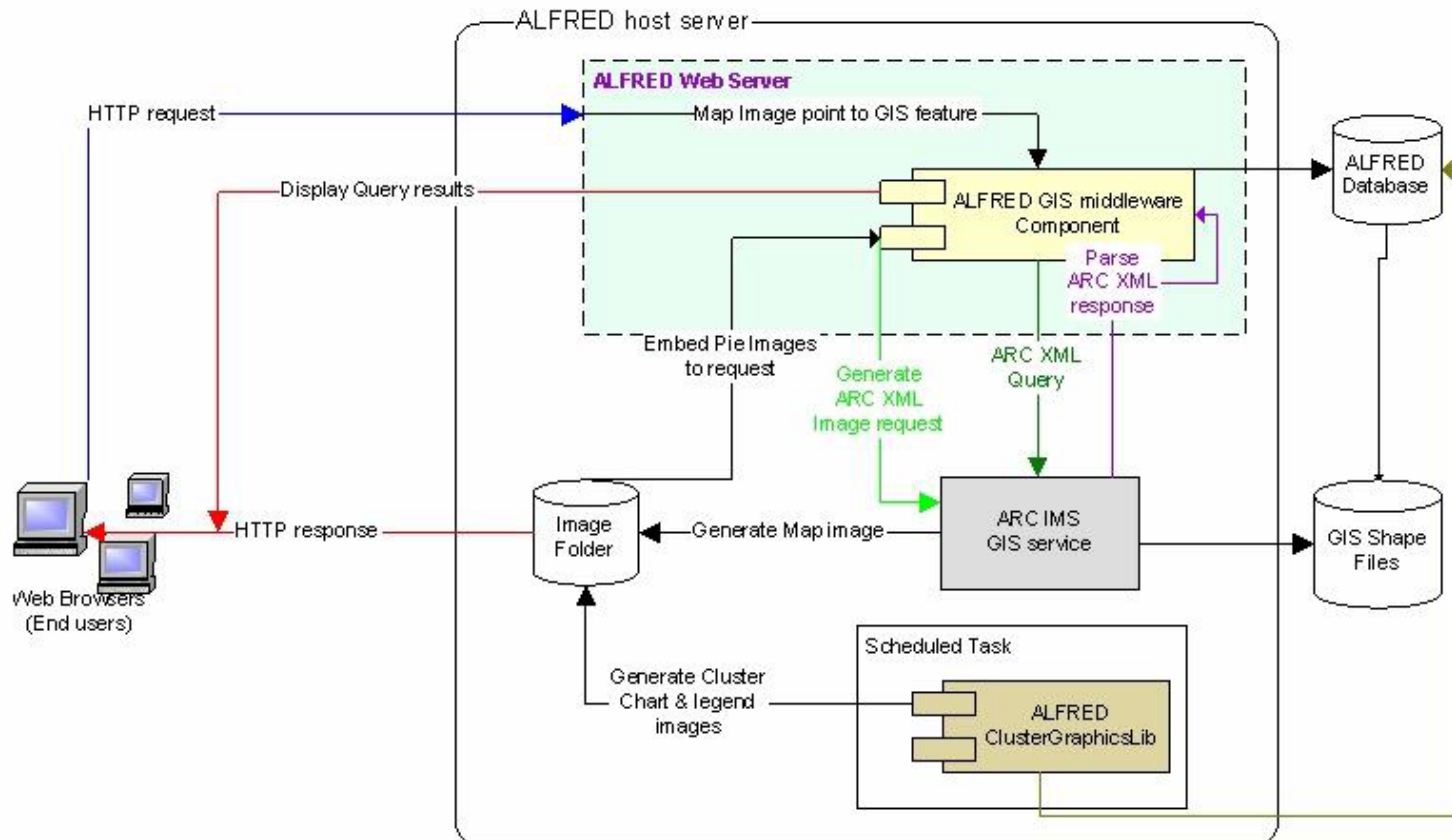 ALFRED host server
ALFRED Web Server
HTTP request
Map Image point to GIS feature
ALFRED
Database
Display Query results
ALFRED GIS middleware
Component
Parse
ARC XML
response
Embed Pie Images
to request
Generate
ARC XML
Image request
ARC XML
Query
HTTP response
Image
Folder
Generate Map image
ARC IMS
GIS service
GIS Shape
Files
Web Browsers
(End users)
Scheduled Task
Generate Cluster
Chart & legend
images
ALFRED
ClusterGraphicsLib